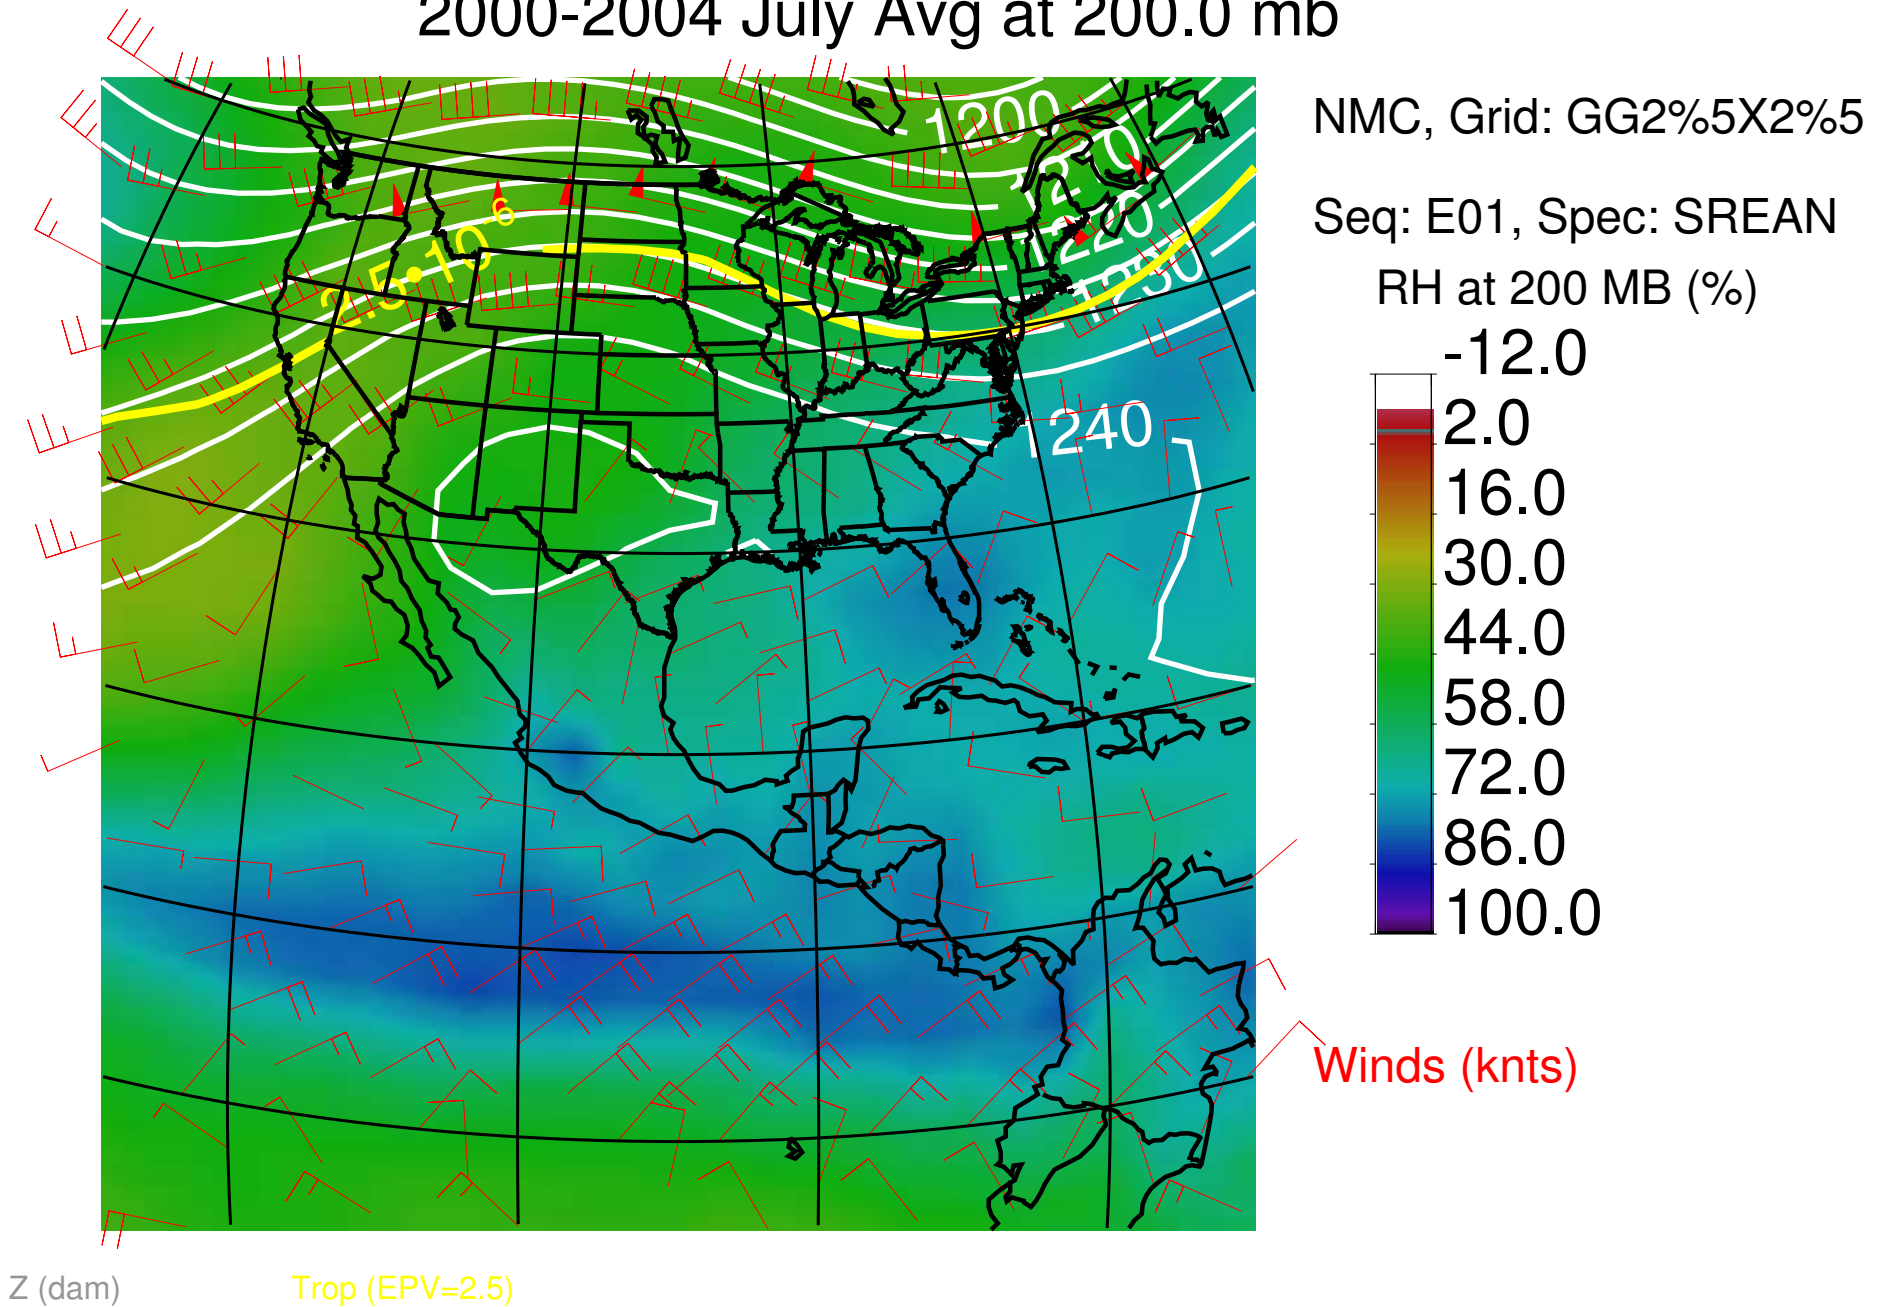 2000-2004 July Avg at 200.0 mb
NMC, Grid: GG2%5X2%5
Seq: E01, Spec: SREAN
RH at 200 MB (%)
-12.0
2.0
16.0
30.0
44.0
58.0
72.0
86.0
100.0
Winds (knts)
1200
1210
1220
1230
1240
2.5•10^-6
Z (dam)
Trop (EPV=2.5)